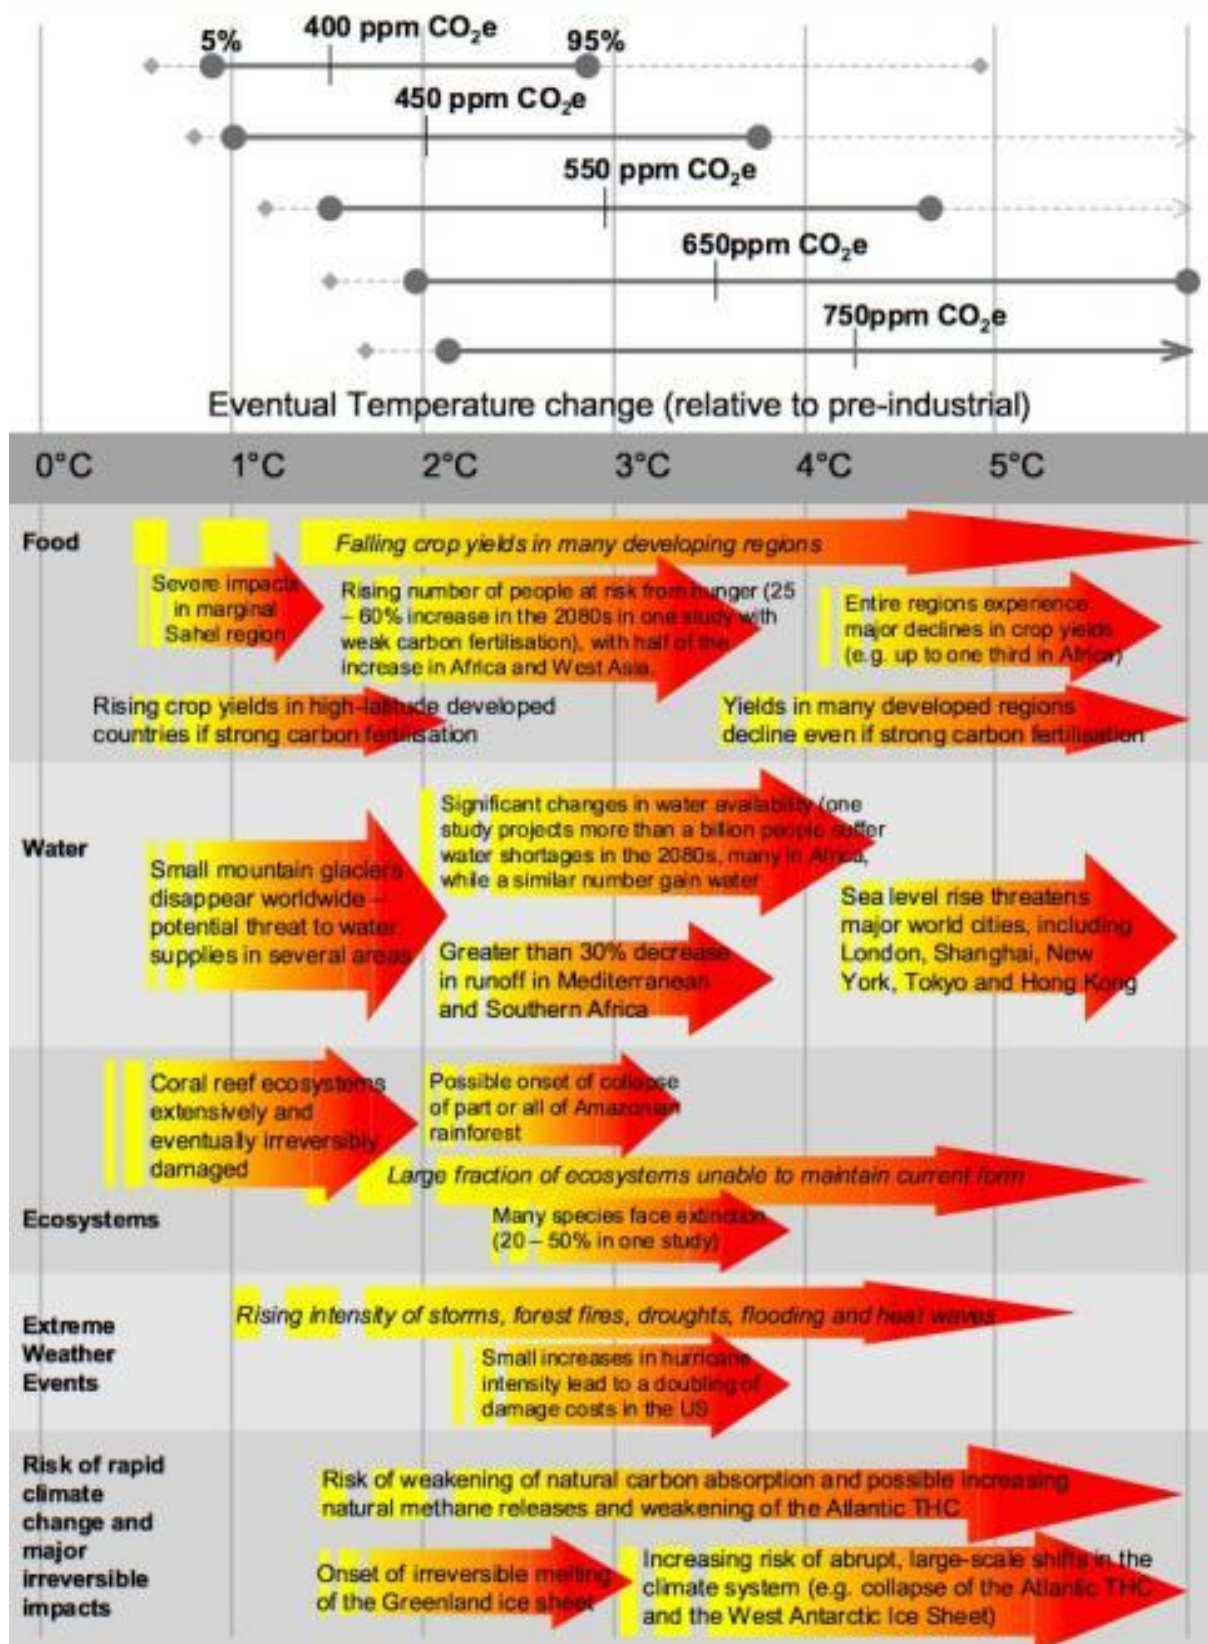 400 ppm CO₂e
5%
95%
450 ppm CO₂e
550 ppm CO₂e
650ppm CO₂e
750ppm CO₂e
Eventual Temperature change (relative to pre-industrial)
0°C 1°C 2°C 3°C 4°C 5°C
Food
Falling crop yields in many developing regions
Severe impacts
in marginal
Sahel region
Rising number of people at risk from hunger (25
– 60% increase in the 2080s in one study with
weak carbon fertilisation), with half of the
increase in Africa and West Asia.
Entire regions experience
major declines in crop yields
(e.g. up to one third in Africa)
Rising crop yields in high-latitude developed
countries if strong carbon fertilisation
Yields in many developed regions
decline even if strong carbon fertilisation
Water
Small mountain glaciers
disappear worldwide –
potential threat to water
supplies in several areas
Significant changes in water availability (one
study projects more than a billion people suffer
water shortages in the 2080s, many in Africa,
while a similar number gain water
Greater than 30% decrease
in runoff in Mediterranean
and Southern Africa
Sea level rise threatens
major world cities, including
London, Shanghai, New
York, Tokyo and Hong Kong
Ecosystems
Coral reef ecosystems
extensively and
eventually irreversibly
damaged
Possible onset of collapse
of part or all of Amazonian
rainforest
Large fraction of ecosystems unable to maintain current form
Many species face extinction
(20 – 50% in one study)
Extreme
Weather
Events
Rising intensity of storms, forest fires, droughts, flooding and heat waves
Small increases in hurricane
intensity lead to a doubling of
damage costs in the US
Risk of rapid
climate
change and
major
irreversible
impacts
Risk of weakening of natural carbon absorption and possible increasing
natural methane releases and weakening of the Atlantic THC
Onset of irreversible melting
of the Greenland ice sheet
Increasing risk of abrupt, large-scale shifts in the
climate system (e.g. collapse of the Atlantic THC
and the West Antarctic Ice Sheet)